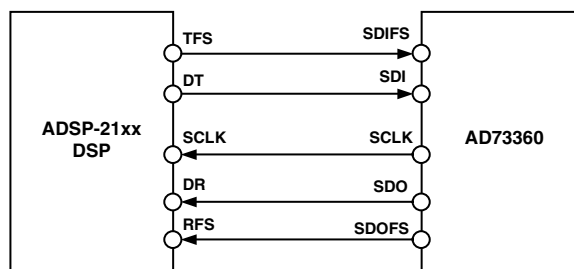 TFS SDIFS
DT SDI
ADSP-21xx
DSP
SCLK SCLK
AD73360
DR SDO
RFS SDOFS